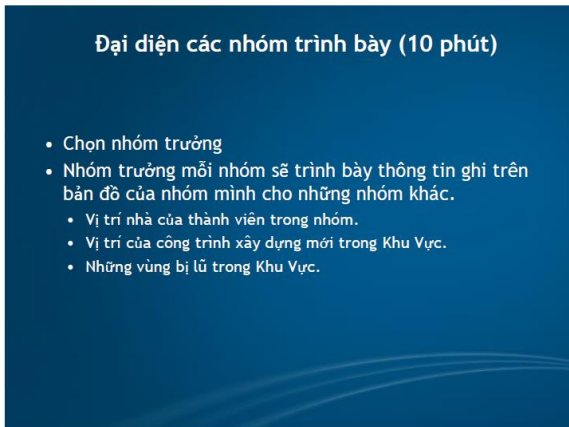 Đại diện các nhóm trình bày (10 phút)
• Chọn nhóm trưởng
• Nhóm trưởng mỗi nhóm sẽ trình bày thông tin ghi trên
bản đồ của nhóm mình cho những nhóm khác.
• Vị trí nhà của thành viên trong nhóm.
• Vị trí của công trình xây dựng mới trong Khu Vực.
• Những vùng bị lũ trong Khu Vực.